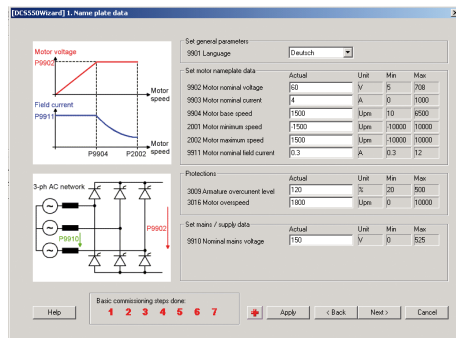 [DCS550Wizard] 1. Name plate data
Motor voltage
P9902
Motor speed
Field current
P9911
Motor speed
P9904 P2002
3-ph AC network
P9902
P9910
Set general parameters
9901 Language Deutsch
Set motor nameplate data
Actual Unit Min Max
9902 Motor nominal voltage 60 V 5 708
9903 Motor nominal current 4 A 0 1000
9904 Motor base speed 1500 Upm 10 6500
2001 Motor minimum speed -1500 Upm -10000 10000
2002 Motor maximum speed 1500 Upm -10000 10000
9911 Motor nominal field current 0.3 A 0.3 12
Protections
Actual Unit Min Max
3009 Armature overcurrent level 120 % 20 500
3016 Motor overspeed 1800 Upm 0 10000
Set mains / supply data
Actual Unit Min Max
9910 Nominal mains voltage 150 V 0 525
Basic commissioning steps done:
1 2 3 4 5 6 7
Help Apply < Back Next > Cancel